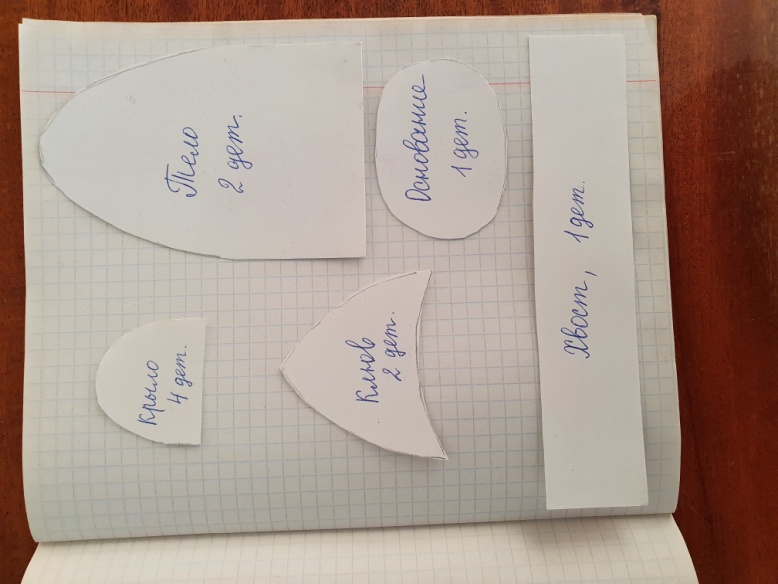 Тело
2 дет.
Основание
1 дет.
Хвост, 1 дет.
Крыло
4 дет.
Клюв
2 дет.